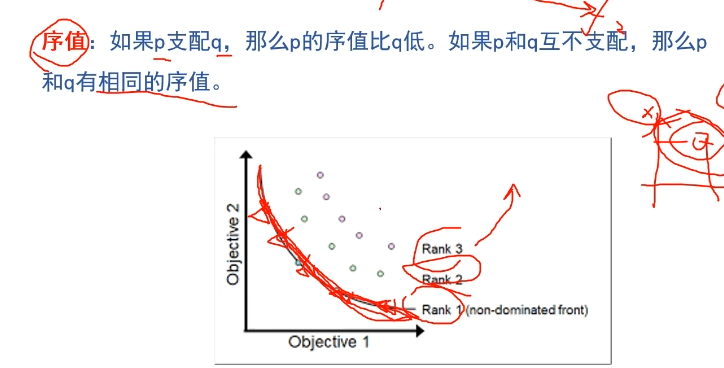 序值：如果p支配q，那么p的序值比q低。如果p和q互不支配，那么p
和q有相同的序值。
Objective 2
Rank 3
Rank 2
Rank 1 (non-dominated front)
Objective 1